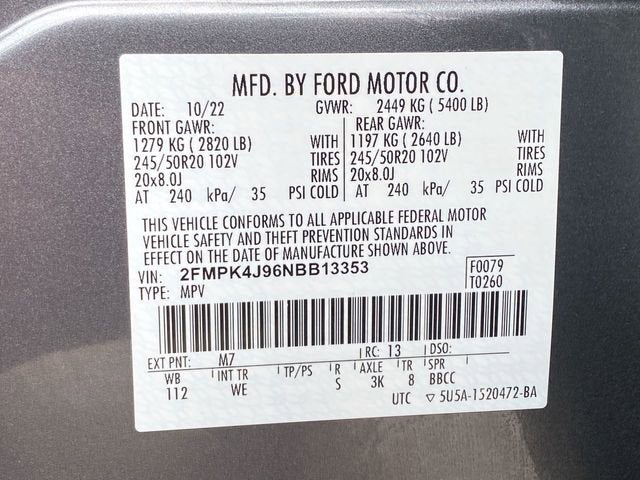 MFD. BY FORD MOTOR CO.
DATE: 10/22 GVWR: 2449 KG ( 5400 LB)
FRONT GAWR: REAR GAWR:
1279 KG ( 2820 LB) WITH 1197 KG ( 2640 LB) WITH
245/50R20 102V TIRES 245/50R20 102V TIRES
20x8.0J RIMS 20x8.0J RIMS
AT 240 kPa/ 35 PSI COLD AT 240 kPa/ 35 PSI COLD
THIS VEHICLE CONFORMS TO ALL APPLICABLE FEDERAL MOTOR
VEHICLE SAFETY AND THEFT PREVENTION STANDARDS IN
EFFECT ON THE DATE OF MANUFACTURE SHOWN ABOVE.
VIN: 2FMPK4J96NBB13353 F0079
TYPE: MPV T0260
EXT PNT: M7 RC: 13 DSO:
WB INT TR TP/PS R AXLE TR SPR
112 WE S 3K 8 BBCC
UTC ▽ 5U5A-1520472-BA